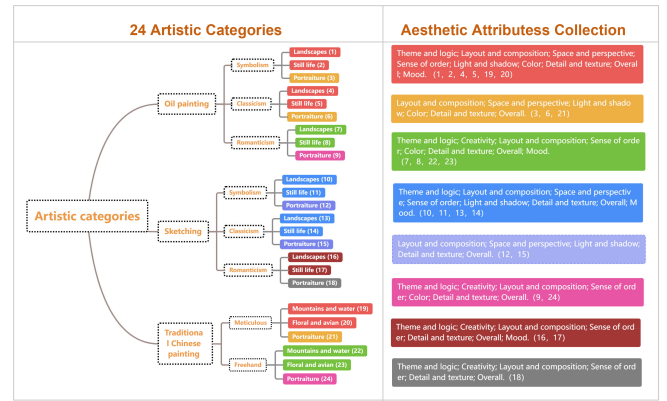 24 Artistic Categories
Aesthetic Attributess Collection
Artistic categories
Oil painting
Symbolism
Landscapes (1)
Still life (2)
Portraiture (3)
Classicism
Landscapes (4)
Still life (5)
Portraiture (6)
Romanticism
Landscapes (7)
Still life (8)
Portraiture (9)
Sketching
Symbolism
Landscapes (10)
Still life (11)
Portraiture (12)
Classicism
Landscapes (13)
Still life (14)
Portraiture (15)
Romanticism
Landscapes (16)
Still life (17)
Portraiture (18)
Traditiona
l Chinese
painting
Meticulous
Mountains and water (19)
Floral and avian (20)
Portraiture (21)
Freehand
Mountains and water (22)
Floral and avian (23)
Portraiture (24)
Theme and logic; Layout and composition; Space and perspective;
Sense of order; Light and shadow; Color; Detail and texture; Overal
l; Mood. (1, 2, 4, 5, 19, 20)
Layout and composition; Space and perspective; Light and shado
w; Color; Detail and texture; Overall. (3, 6, 21)
Theme and logic; Creativity; Layout and composition; Sense of orde
r; Color; Detail and texture; Overall; Mood.
(7, 8, 22, 23)
Theme and logic; Layout and composition; Space and perspectiv
e; Sense of order; Light and shadow; Detail and texture; Overall; M
ood. (10, 11, 13, 14)
Layout and composition; Space and perspective; Light and shadow;
Detail and texture; Overall. (12, 15)
Theme and logic; Creativity; Layout and composition; Sense of ord
er; Color; Detail and texture; Overall. (9, 24)
Theme and logic; Creativity; Layout and composition; Sense of ord
er; Detail and texture; Overall; Mood. (16, 17)
Theme and logic; Creativity; Layout and composition; Sense of ord
er; Detail and texture; Overall. (18)